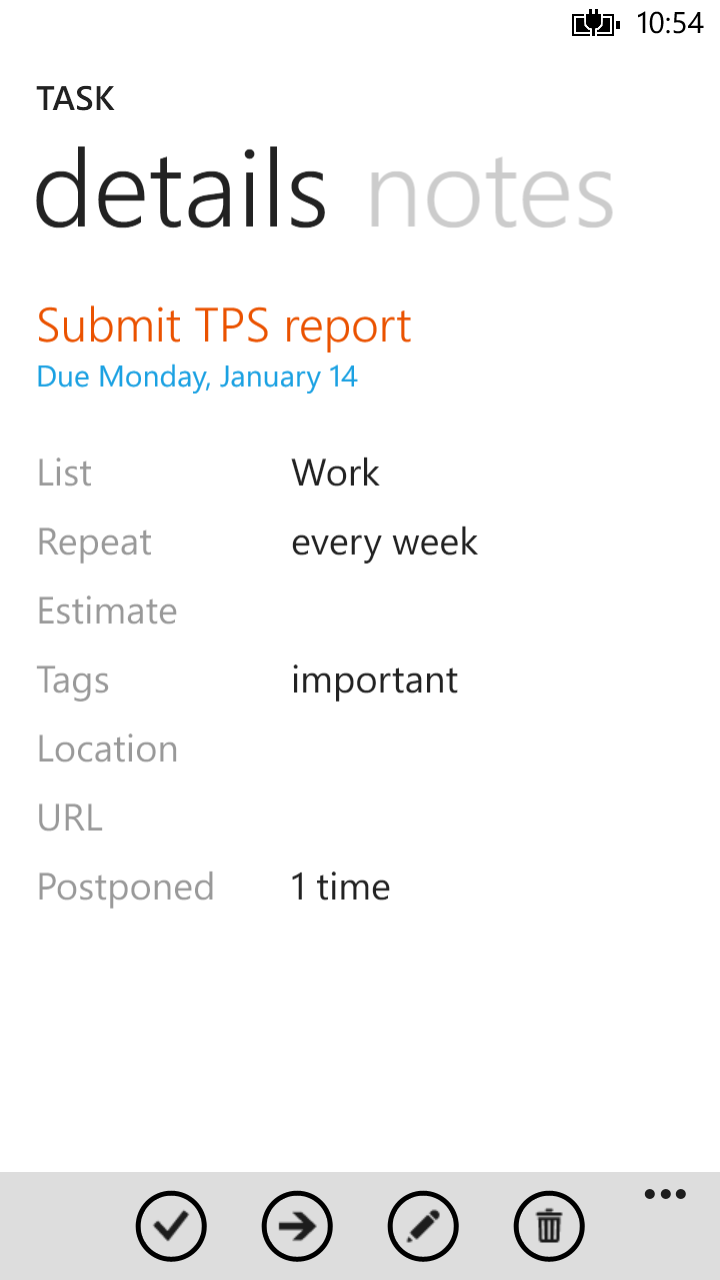 10:54
TASK
details notes
Submit TPS report
Due Monday, January 14
List Work
Repeat every week
Estimate
Tags important
Location
URL
Postponed 1 time